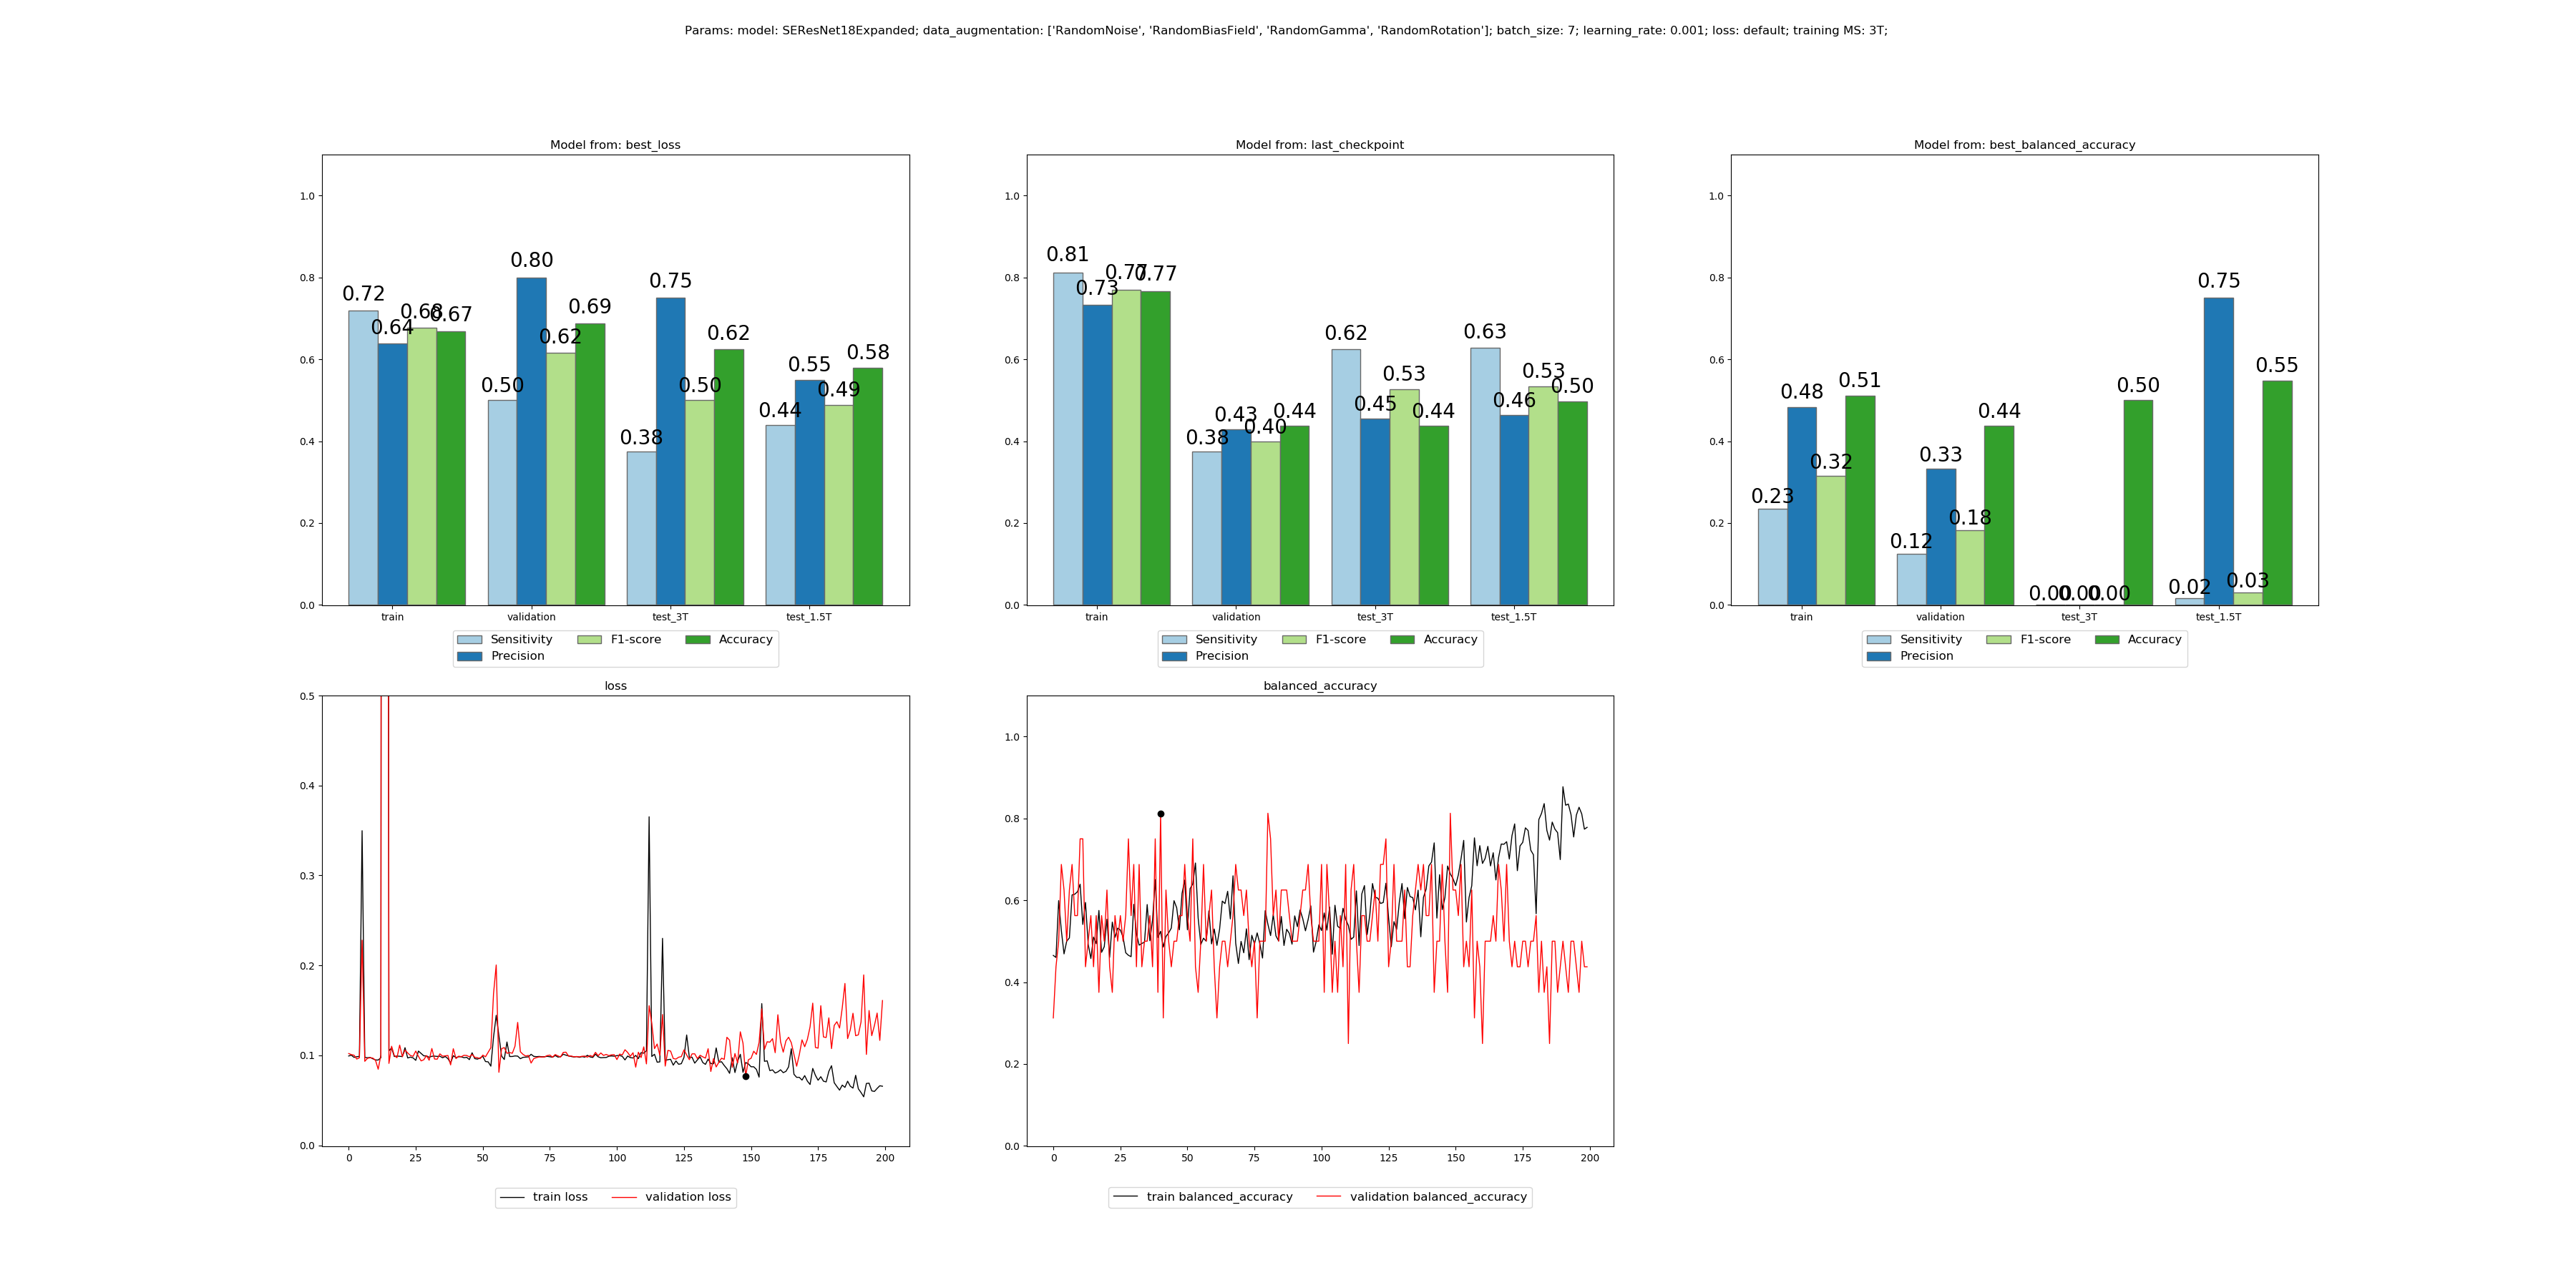 Params: model: SEResNet18Expanded; data_augmentation: ['RandomNoise', 'RandomBiasField', 'RandomGamma', 'RandomRotation']; batch_size: 7; learning_rate: 0.001; loss: default; training MS: 3T;
Model from: best_loss
1.0
0.8
0.6
0.4
0.2
0.0
0.72
0.64
0.68
0.67
0.50
0.80
0.62
0.69
0.38
0.75
0.50
0.62
0.44
0.55
0.49
0.58
train
validation
test_3T
test_1.5T
Sensitivity
Precision
F1-score
Accuracy
Model from: last_checkpoint
1.0
0.8
0.6
0.4
0.2
0.0
0.81
0.73
0.77
0.77
0.38
0.43
0.40
0.44
0.62
0.45
0.53
0.44
0.63
0.46
0.53
0.50
train
validation
test_3T
test_1.5T
Sensitivity
Precision
F1-score
Accuracy
Model from: best_balanced_accuracy
1.0
0.8
0.6
0.4
0.2
0.0
0.23
0.48
0.32
0.51
0.12
0.33
0.18
0.44
0.00
0.00
0.00
0.50
0.02
0.75
0.03
0.55
train
validation
test_3T
test_1.5T
Sensitivity
Precision
F1-score
Accuracy
loss
0.5
0.4
0.3
0.2
0.1
0.0
0 25 50 75 100 125 150 175 200
train loss
validation loss
balanced_accuracy
1.0
0.8
0.6
0.4
0.2
0.0
0 25 50 75 100 125 150 175 200
train balanced_accuracy
validation balanced_accuracy